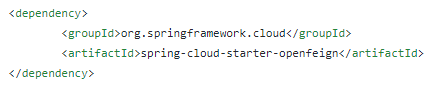 <dependency>
<groupId>org.springframework.cloud</groupId>
<artifactId>spring-cloud-starter-openfeign</artifactId>
</dependency>